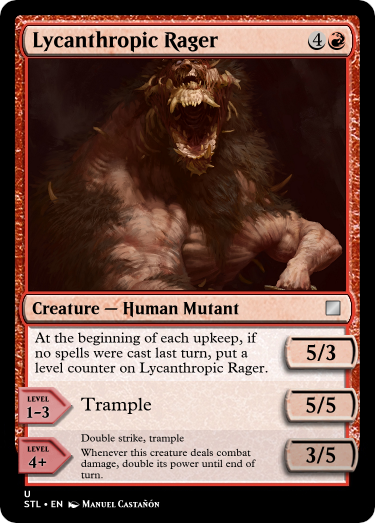 Lycanthropic Rager
4
Creature — Human Mutant
At the beginning of each upkeep, if
no spells were cast last turn, put a
level counter on Lycanthropic Rager.
5/3
LEVEL
1-3
Trample
5/5
LEVEL
4+
Double strike, trample
Whenever this creature deals combat
damage, double its power until end of
turn.
3/5
U
STL • EN Manuel Castañón